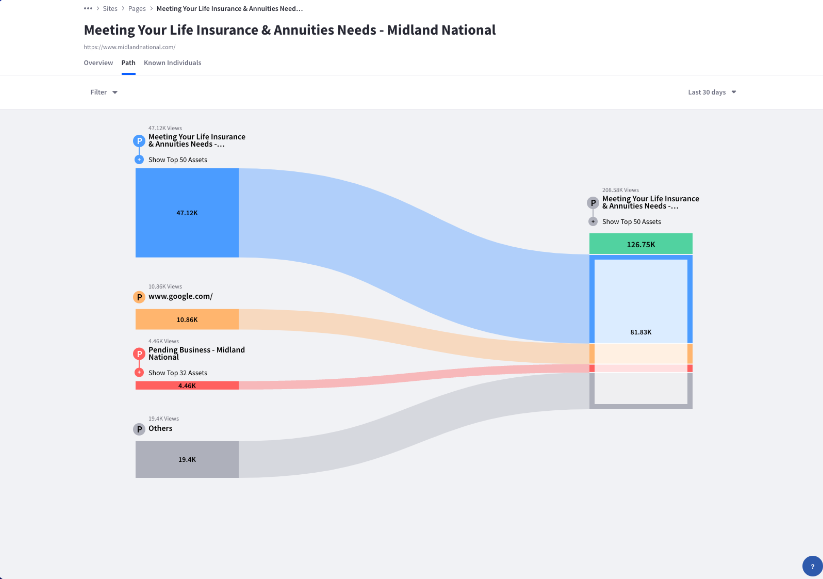 ••• > Sites > Pages > Meeting Your Life Insurance & Annuities Need...
Meeting Your Life Insurance & Annuities Needs - Midland National
https://www.midlandnational.com/
Overview Path Known Individuals
Filter
Last 30 days
47.12K Views
P Meeting Your Life Insurance
& Annuities Needs -...
+ Show Top 50 Assets
47.12K
10.86K Views
P www.google.com/
10.86K
4.46K Views
P Pending Business - Midland
National
+ Show Top 32 Assets
4.46K
19.4K Views
P Others
19.4K
208.58K Views
P Meeting Your Life Insurance
& Annuities Needs -...
+ Show Top 50 Assets
126.75K
81.83K
?